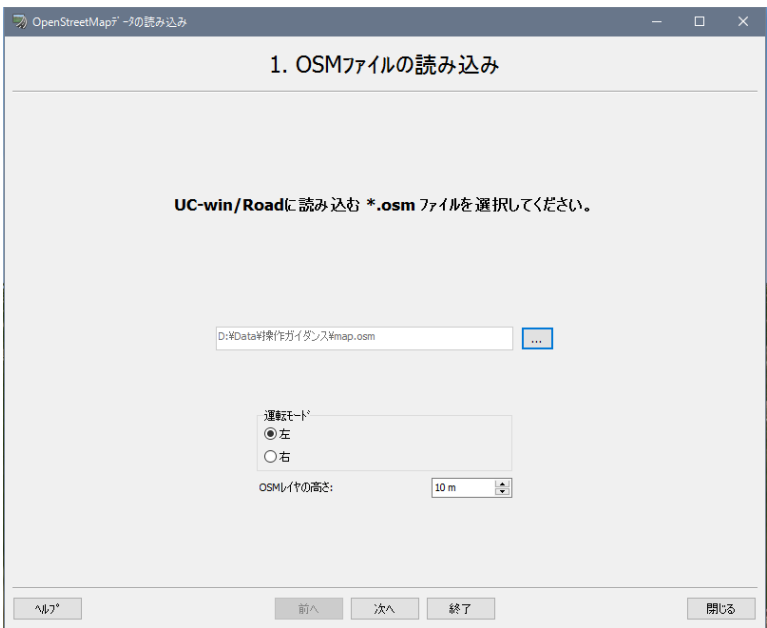 OpenStreetMapﾃﾞｰﾀの読み込み
1. OSMファイルの読み込み
UC-win/Roadに読み込む *.osm ファイルを選択してください。
D:¥Data¥操作ガイダンス¥map.osm
...
運転ﾓｰﾄﾞ
左
右
OSMﾚｲﾔの高さ:
10 m
ﾍﾙﾌﾟ
前へ
次へ
終了
閉じる